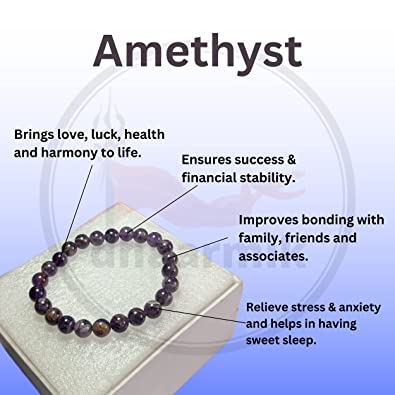 Amethyst
Brings love, luck, health
and harmony to life.
Ensures success &
financial stability.
Improves bonding with
family, friends and
associates.
Relieve stress & anxiety
and helps in having
sweet sleep.
dharmik